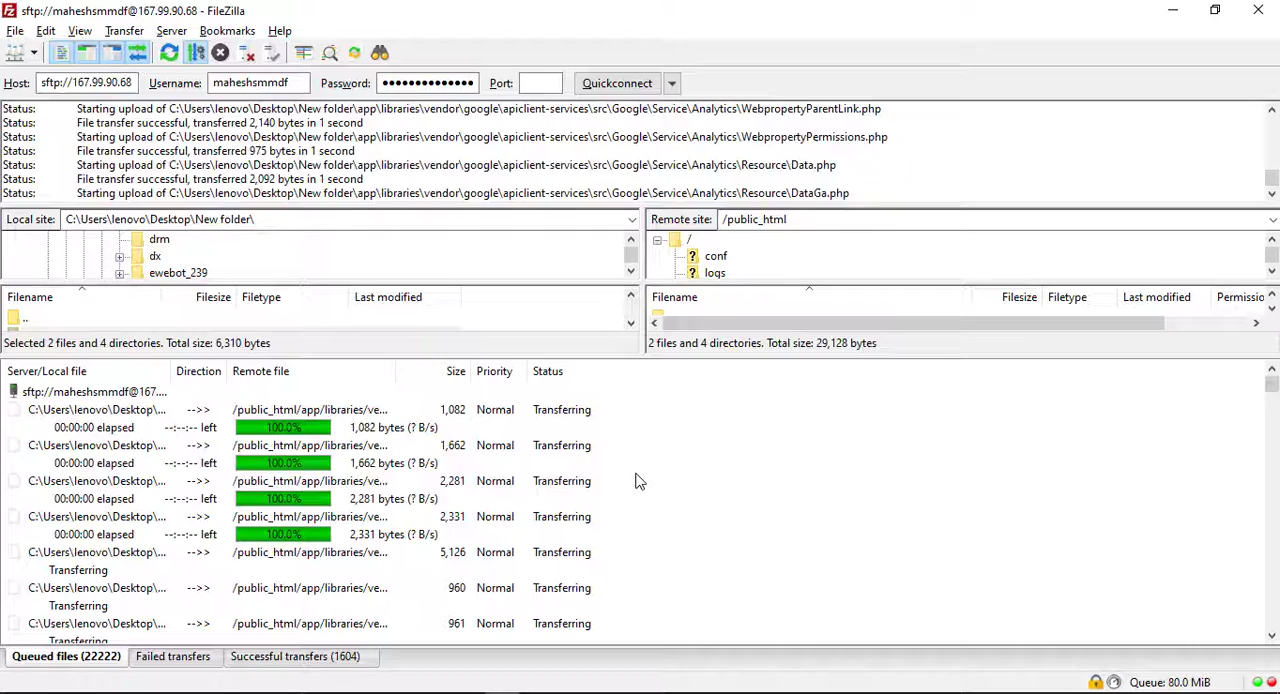 sftp://maheshsmmdf@167.99.90.68 - FileZilla
File Edit View Transfer Server Bookmarks Help
Host: sftp://167.99.90.68 Username: maheshsmmdf Password: ●●●●●●●●●●●●●● Port: Quickconnect
Status: Starting upload of C:\Users\lenovo\Desktop\New folder\app\libraries\vendor\google\apiclient-services\src\Google\Service\Analytics\WebpropertyParentLink.php
Status: File transfer successful, transferred 2,140 bytes in 1 second
Status: Starting upload of C:\Users\lenovo\Desktop\New folder\app\libraries\vendor\google\apiclient-services\src\Google\Service\Analytics\WebpropertyPermissions.php
Status: File transfer successful, transferred 975 bytes in 1 second
Status: Starting upload of C:\Users\lenovo\Desktop\New folder\app\libraries\vendor\google\apiclient-services\src\Google\Service\Analytics\Resource\Data.php
Status: File transfer successful, transferred 2,092 bytes in 1 second
Status: Starting upload of C:\Users\lenovo\Desktop\New folder\app\libraries\vendor\google\apiclient-services\src\Google\Service\Analytics\Resource\DataGa.php
Local site: C:\Users\lenovo\Desktop\New folder\
drm
dx
ewebot_239
Remote site: /public_html
/
? conf
? logs
Filename Filesize Filetype Last modified
..
Selected 2 files and 4 directories. Total size: 6,310 bytes
Filename Filesize Filetype Last modified Permissio
2 files and 4 directories. Total size: 29,128 bytes
Server/Local file Direction Remote file Size Priority Status
sftp://maheshsmmdf@167....
C:\Users\lenovo\Desktop\... -->> /public_html/app/libraries/ve... 1,082 Normal Transferring
00:00:00 elapsed --:--:-- left 100.0% 1,082 bytes (? B/s)
C:\Users\lenovo\Desktop\... -->> /public_html/app/libraries/ve... 1,662 Normal Transferring
00:00:00 elapsed --:--:-- left 100.0% 1,662 bytes (? B/s)
C:\Users\lenovo\Desktop\... -->> /public_html/app/libraries/ve... 2,281 Normal Transferring
00:00:00 elapsed --:--:-- left 100.0% 2,281 bytes (? B/s)
C:\Users\lenovo\Desktop\... -->> /public_html/app/libraries/ve... 2,331 Normal Transferring
00:00:00 elapsed --:--:-- left 100.0% 2,331 bytes (? B/s)
C:\Users\lenovo\Desktop\... -->> /public_html/app/libraries/ve... 5,126 Normal Transferring
Transferring
C:\Users\lenovo\Desktop\... -->> /public_html/app/libraries/ve... 960 Normal Transferring
Transferring
C:\Users\lenovo\Desktop\... -->> /public_html/app/libraries/ve... 961 Normal Transferring
Transferring
Queued files (22222) Failed transfers Successful transfers (1604)
Queue: 80.0 MiB